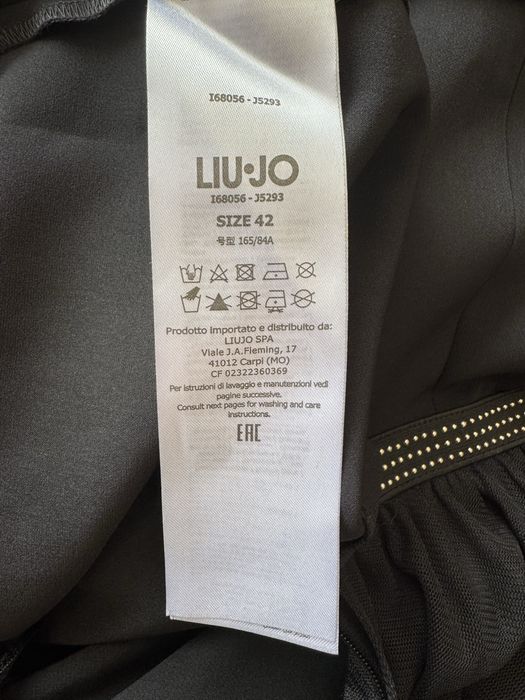 I68056 - J5293
LIU·JO
I68056 - J5293
SIZE 42
号型 165/84A
Prodotto importato e distribuito da:
LIUJO SPA
Viale J.A.Fleming, 17
41012 Carpi (MO)
CF 02322360369
Per istruzioni di lavaggio e manutenzioni vedi
pagine successive.
Consult next pages for washing and care
instructions.
EAC